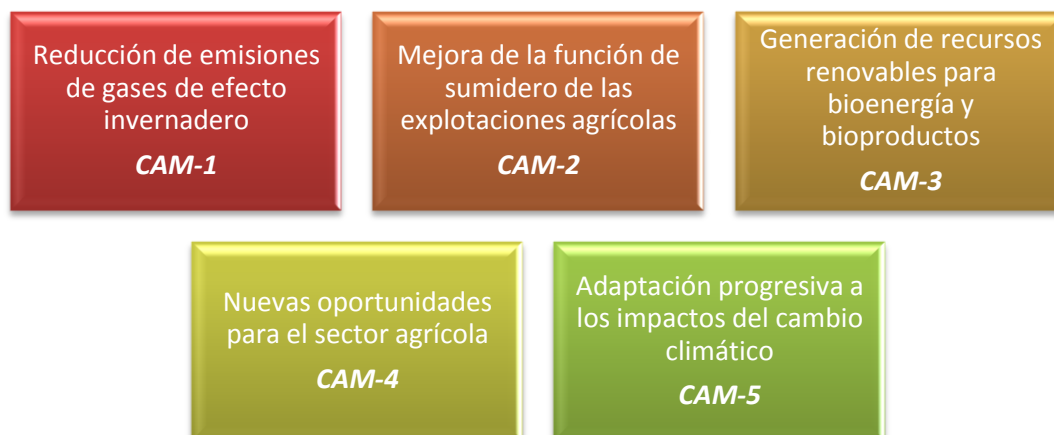 Reducción de emisiones
de gases de efecto
invernadero
CAM-1
Mejora de la función de
sumidero de las
explotaciones agrícolas
CAM-2
Generación de recursos
renovables para
bioenergía y
bioproductos
CAM-3
Nuevas oportunidades
para el sector agrícola
CAM-4
Adaptación progresiva a
los impactos del cambio
climático
CAM-5